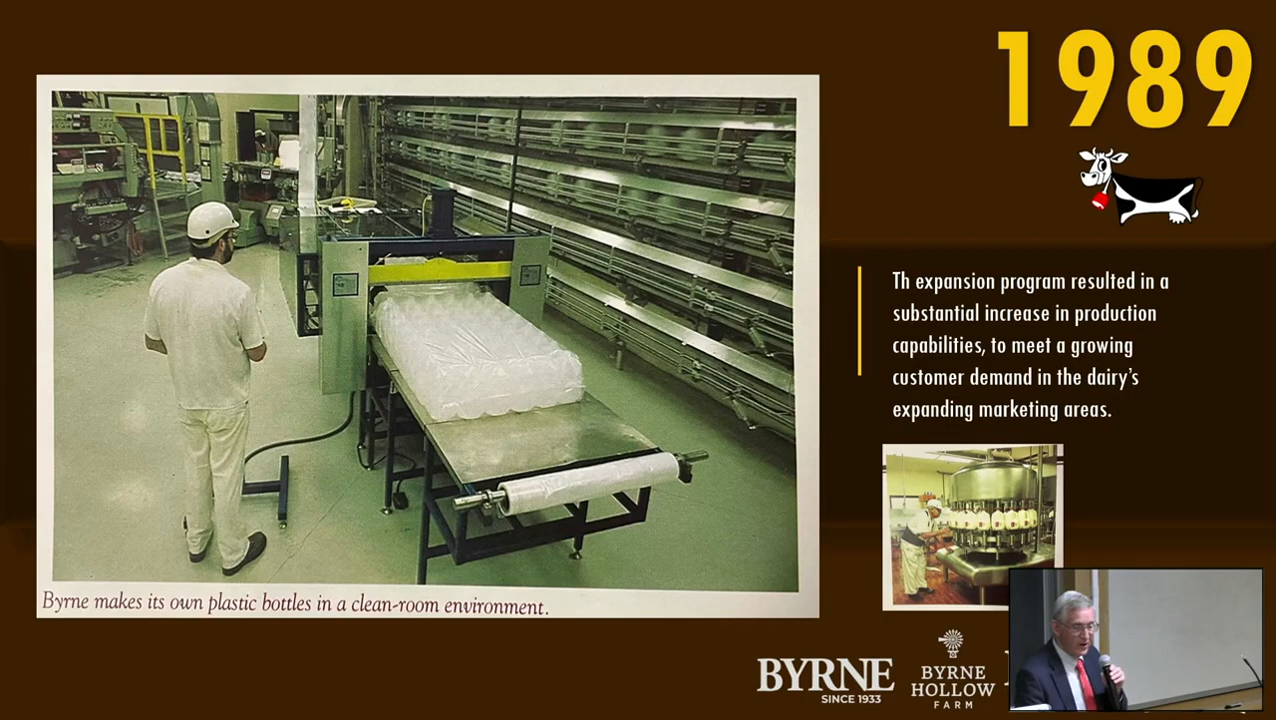 1989
Th expansion program resulted in a
substantial increase in production
capabilities, to meet a growing
customer demand in the dairy's
expanding marketing areas.
Byrne makes its own plastic bottles in a clean-room environment.
BYRNE
SINCE 1933
BYRNE
HOLLOW
FARM